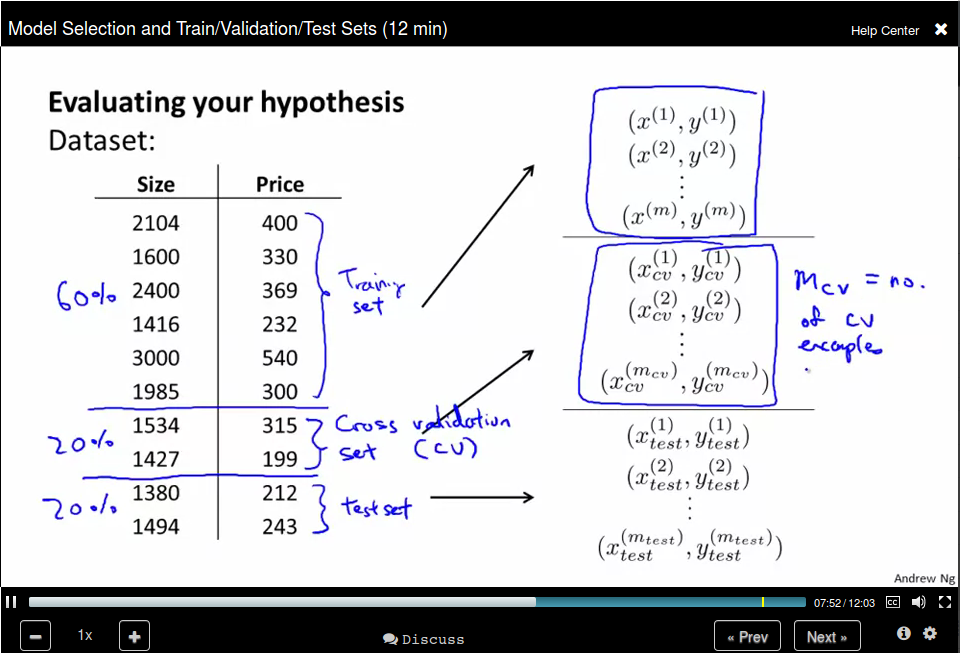 Model Selection and Train/Validation/Test Sets (12 min)
Help Center ✖
Evaluating your hypothesis
Dataset:
Size Price
2104 400
1600 330
2400 369
1416 232
3000 540
1985 300
1534 315
1427 199
1380 212
1494 243
60%
20%
20%
Training
set
Cross validation
set (CV)
test set
(x^{(1)}, y^{(1)})
(x^{(2)}, y^{(2)})
⋮
(x^{(m)}, y^{(m)})
(x_{cv}^{(1)}, y_{cv}^{(1)})
(x_{cv}^{(2)}, y_{cv}^{(2)})
⋮
(x_{cv}^{(m_{cv})}, y_{cv}^{(m_{cv})})
(x_{test}^{(1)}, y_{test}^{(1)})
(x_{test}^{(2)}, y_{test}^{(2)})
⋮
(x_{test}^{(m_{test})}, y_{test}^{(m_{test})})
m_{cv} = no.
of CV
examples
Andrew Ng
07:52 / 12:03 CC
− 1x + Discuss « Prev Next »